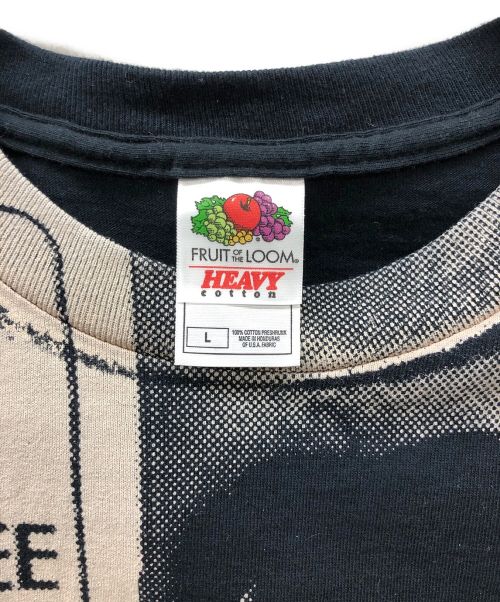 FRUIT OF THE LOOM®
HEAVY
cotton
L
100% COTTON PRESHRUNK
MADE IN HONDURAS
OF U.S.A. FABRIC
EE